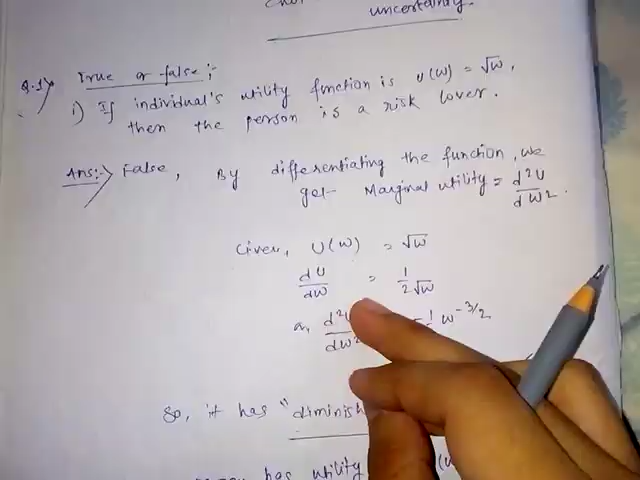 uncertainty.
Q.1) True or false :-
i) If individual's utility function is U(W) = √W,
then the person is a risk lover.
Ans:-> False, By differentiating the function, we
get- Marginal utility = d²U/dW².
Given, U(W) = √W
dU/dW = 1/2√W
W^-3/2
So, it has "diminish
has utility